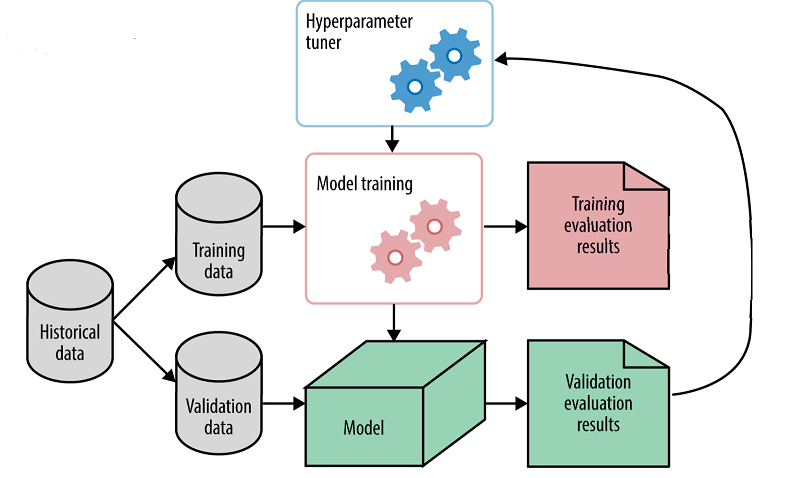 Hyperparameter
tuner
Model training
Training
evaluation
results
Training
data
Historical
data
Validation
data
Model
Validation
evaluation
results